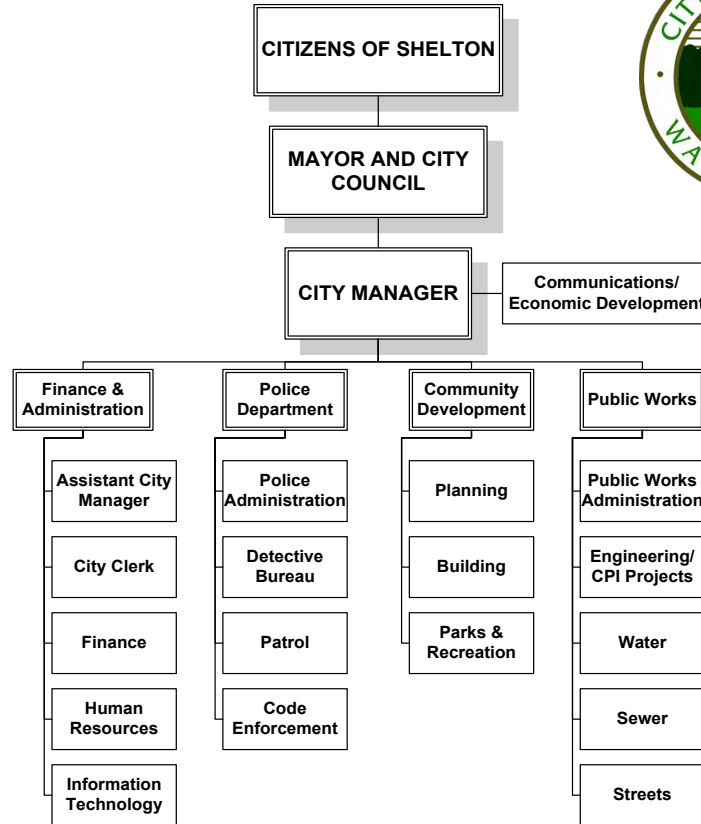 CITIZENS OF SHELTON
MAYOR AND CITY
COUNCIL
CITY MANAGER
Communications/
Economic Development
Finance &
Administration
Assistant City
Manager
City Clerk
Finance
Human
Resources
Information
Technology
Police
Department
Police
Administration
Detective
Bureau
Patrol
Code
Enforcement
Community
Development
Planning
Building
Parks &
Recreation
Public Works
Public Works
Administration
Engineering/
CPI Projects
Water
Sewer
Streets